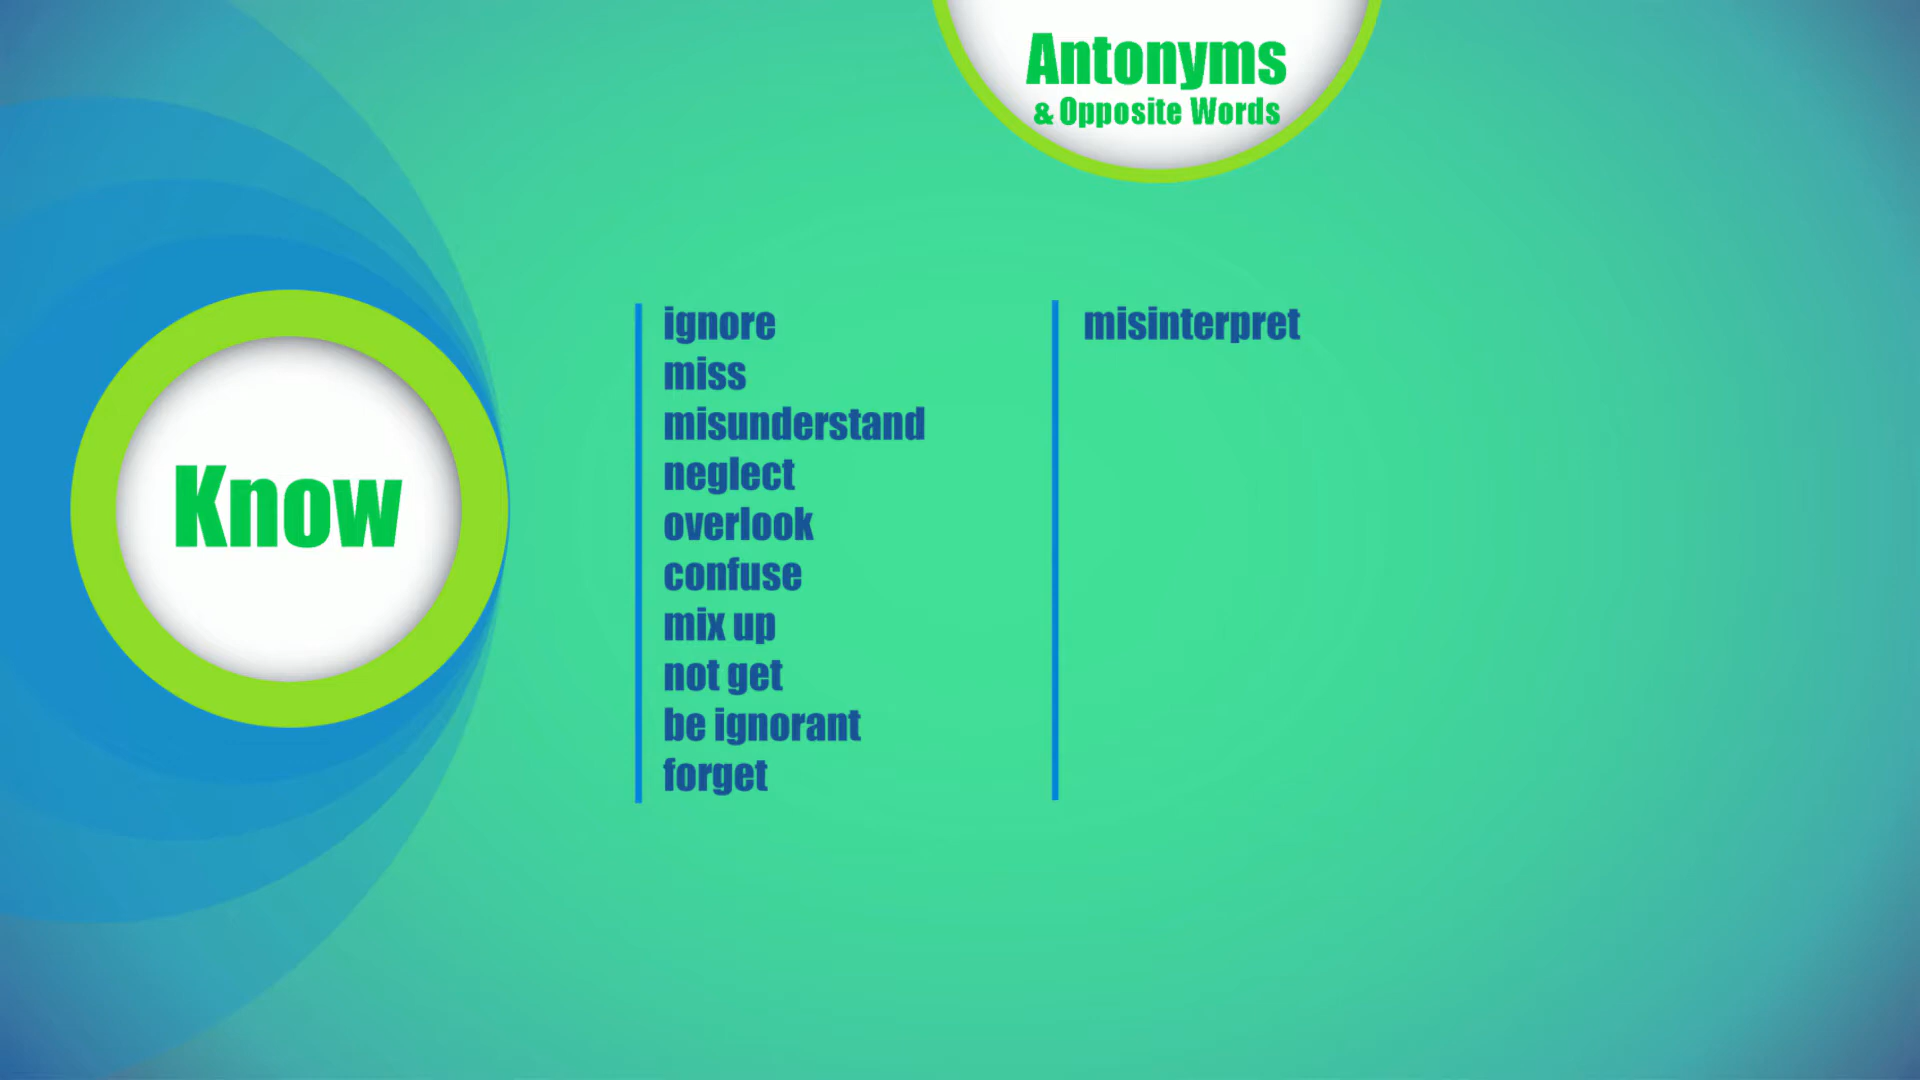 Antonyms
& Opposite Words
Know
ignore
miss
misunderstand
neglect
overlook
confuse
mix up
not get
be ignorant
forget
misinterpret